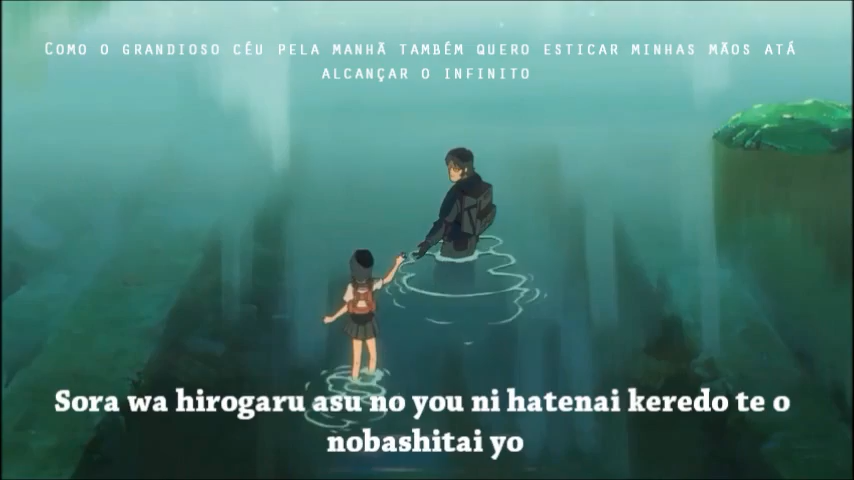 Como o grandioso céu pela manhã também quero esticar minhas mãos atá
alcançar o infinito
Sora wa hirogaru asu no you ni hatenai keredo te o
nobashitai yo